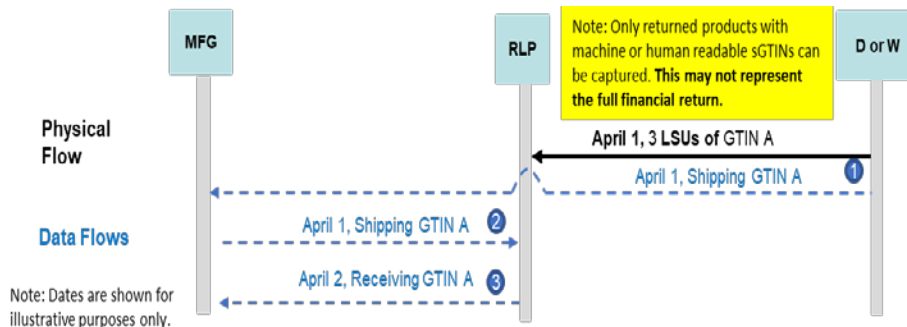 MFG
RLP
Note: Only returned products with
machine or human readable sGTINs can
be captured. This may not represent
the full financial return.
D or W
Physical
Flow
April 1, 3 LSUs of GTIN A
April 1, Shipping GTIN A
1
Data Flows
April 1, Shipping GTIN A
2
April 2, Receiving GTIN A
3
Note: Dates are shown for
illustrative purposes only.